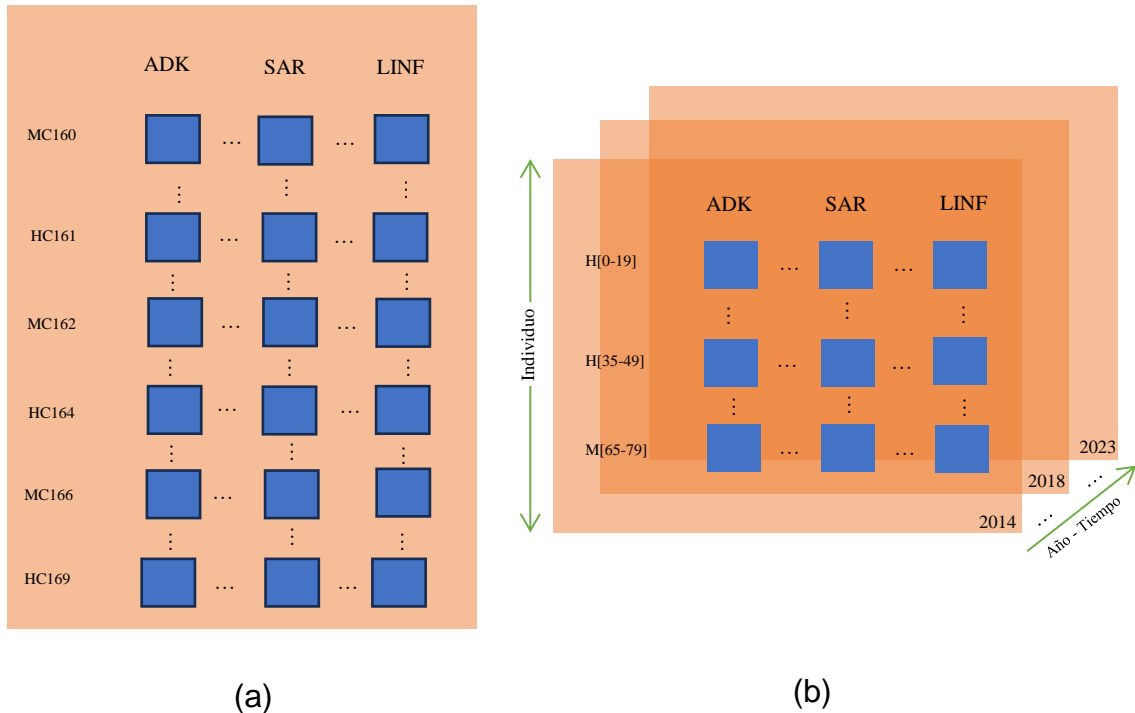 ADK SAR LINF
MC160
... ...
HC161
... ...
MC162
... ...
HC164
... ...
MC166
...
HC169
... ...
(a)
Individuo
ADK SAR LINF
H[0-19]
... ...
H[35-49]
... ...
M[65-79]
... ...
2023
2018
2014
... ...
Año - Tiempo
(b)